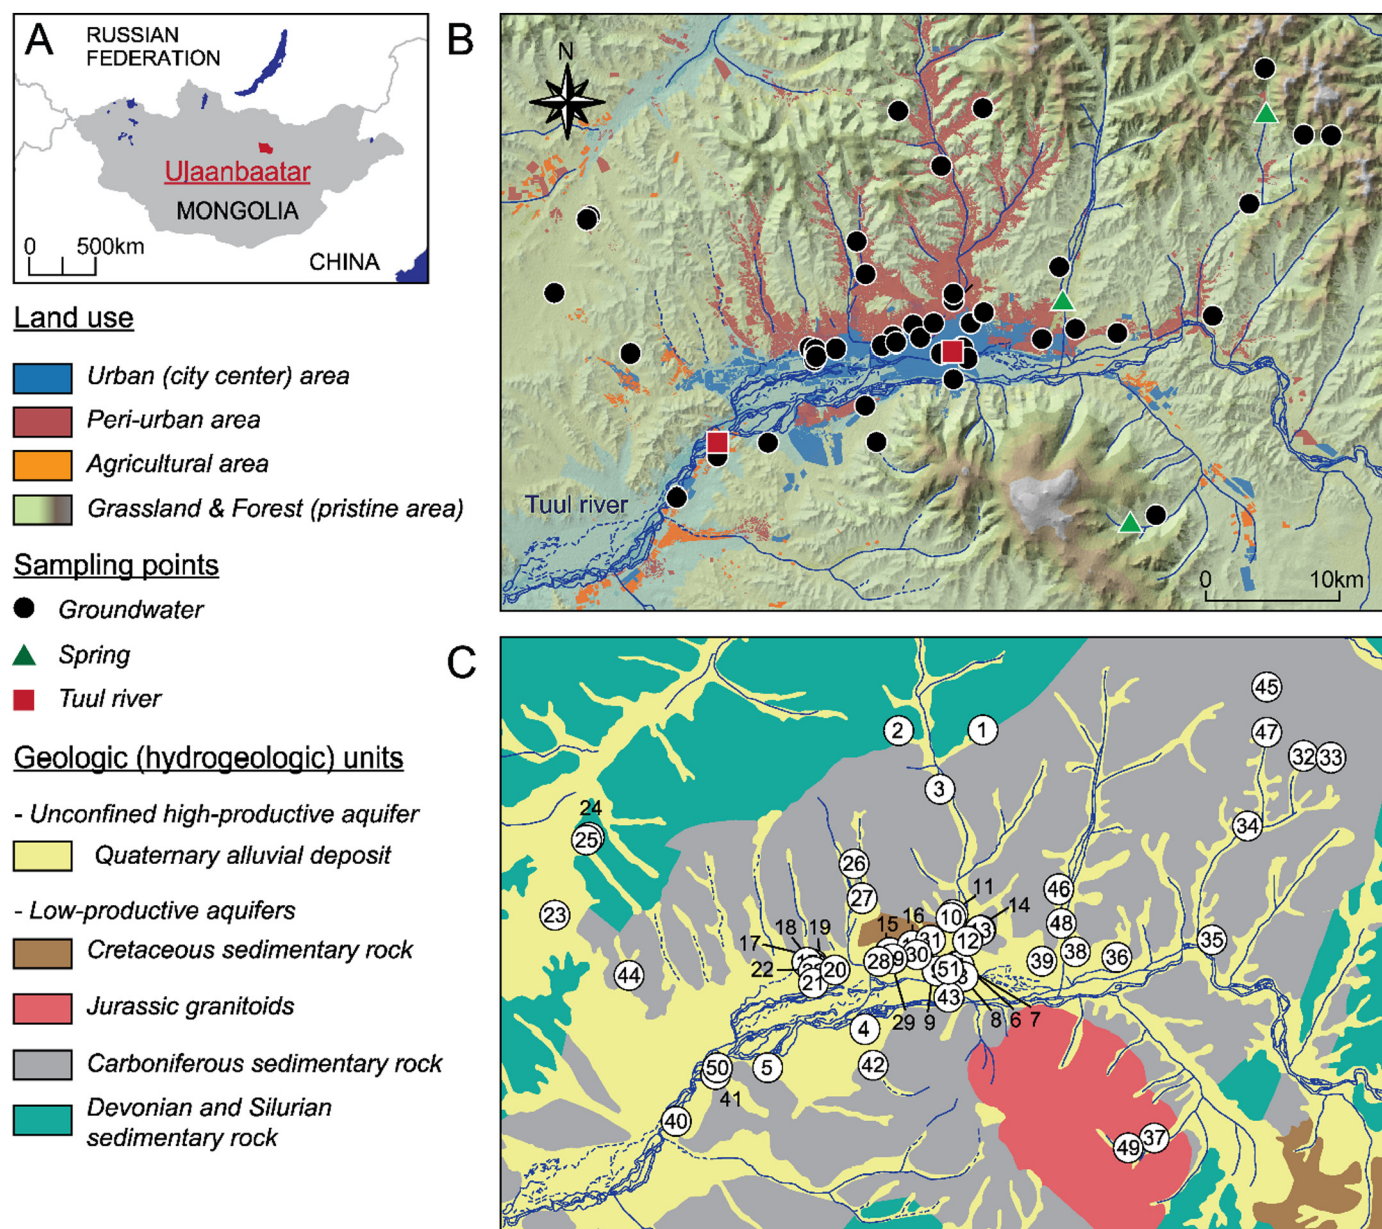 A
RUSSIAN
FEDERATION
Ulaanbaatar
MONGOLIA
0 500km
CHINA
Land use
Urban (city center) area
Peri-urban area
Agricultural area
Grassland & Forest (pristine area)
Sampling points
Groundwater
Spring
Tuul river
Geologic (hydrogeologic) units
- Unconfined high-productive aquifer
Quaternary alluvial deposit
- Low-productive aquifers
Cretaceous sedimentary rock
Jurassic granitoids
Carboniferous sedimentary rock
Devonian and Silurian
sedimentary rock
B
N
Tuul river
0 10km
C
45
2 1 47
32 33
3
24
25 34
26
46
27 11
23 10 14
16 48
15 31 12 35
18 19
17 38 36
28 30 39
44 22 20 51
21
43
29 9 8 6 7
4
50 5 42
41
40
37
49